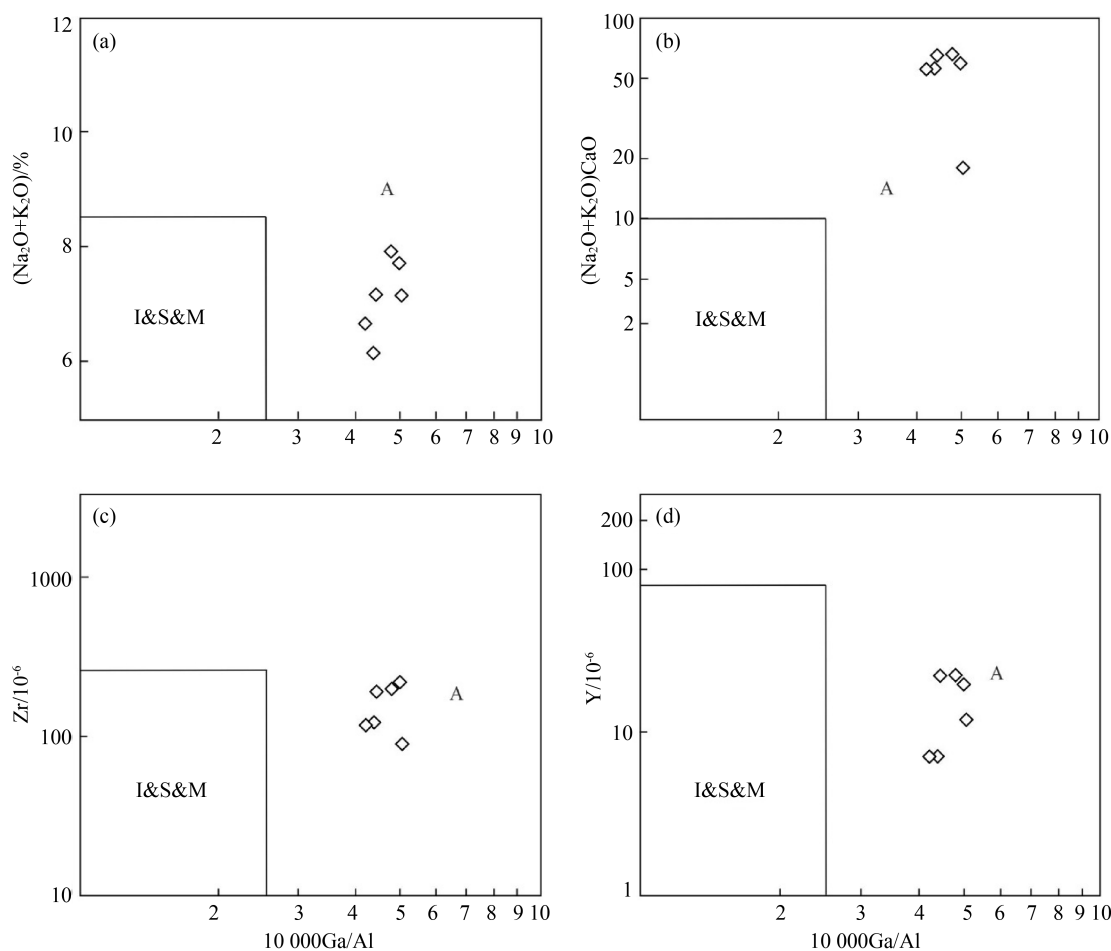 (a)
12
10
8
6
(Na₂O+K₂O)/%
A
I&S&M
2 3 4 5 6 7 8 9 10
(b)
100
50
20
10
5
2
(Na₂O+K₂O)CaO
A
I&S&M
2 3 4 5 6 7 8 9 10
(c)
1000
100
10
Zr/10⁻⁶
A
I&S&M
2 3 4 5 6 7 8 9 10
10 000Ga/Al
(d)
200
100
10
1
Y/10⁻⁶
A
I&S&M
2 3 4 5 6 7 8 9 10
10 000Ga/Al